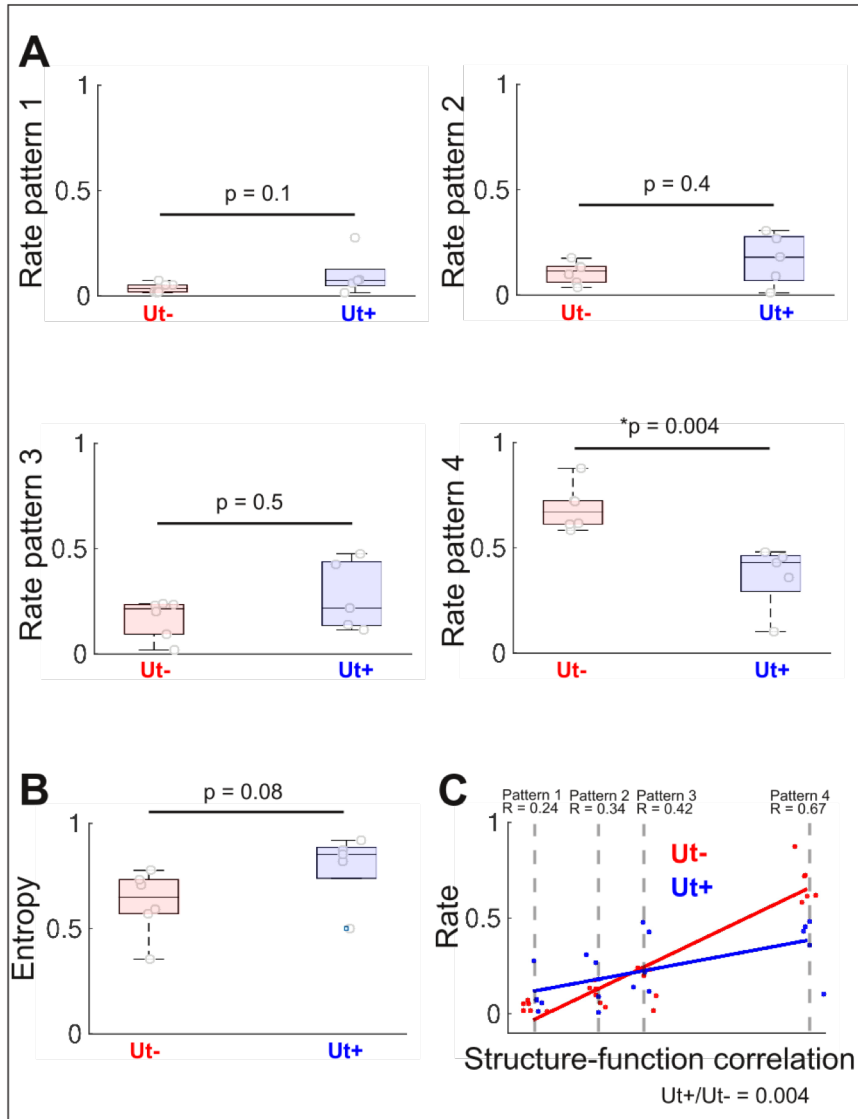 A
Rate pattern 1
1
0.5
0
p = 0.1
Ut-
Ut+
Rate pattern 2
1
0.5
0
p = 0.4
Ut-
Ut+
Rate pattern 3
1
0.5
0
p = 0.5
Ut-
Ut+
Rate pattern 4
1
0.5
0
*p = 0.004
Ut-
Ut+
B
Entropy
1
0.5
0
p = 0.08
Ut-
Ut+
C
Pattern 1
R = 0.24
Pattern 2
R = 0.34
Pattern 3
R = 0.42
Pattern 4
R = 0.67
Rate
1
0.5
0
Ut-
Ut+
Structure-function correlation
Ut+/Ut- = 0.004